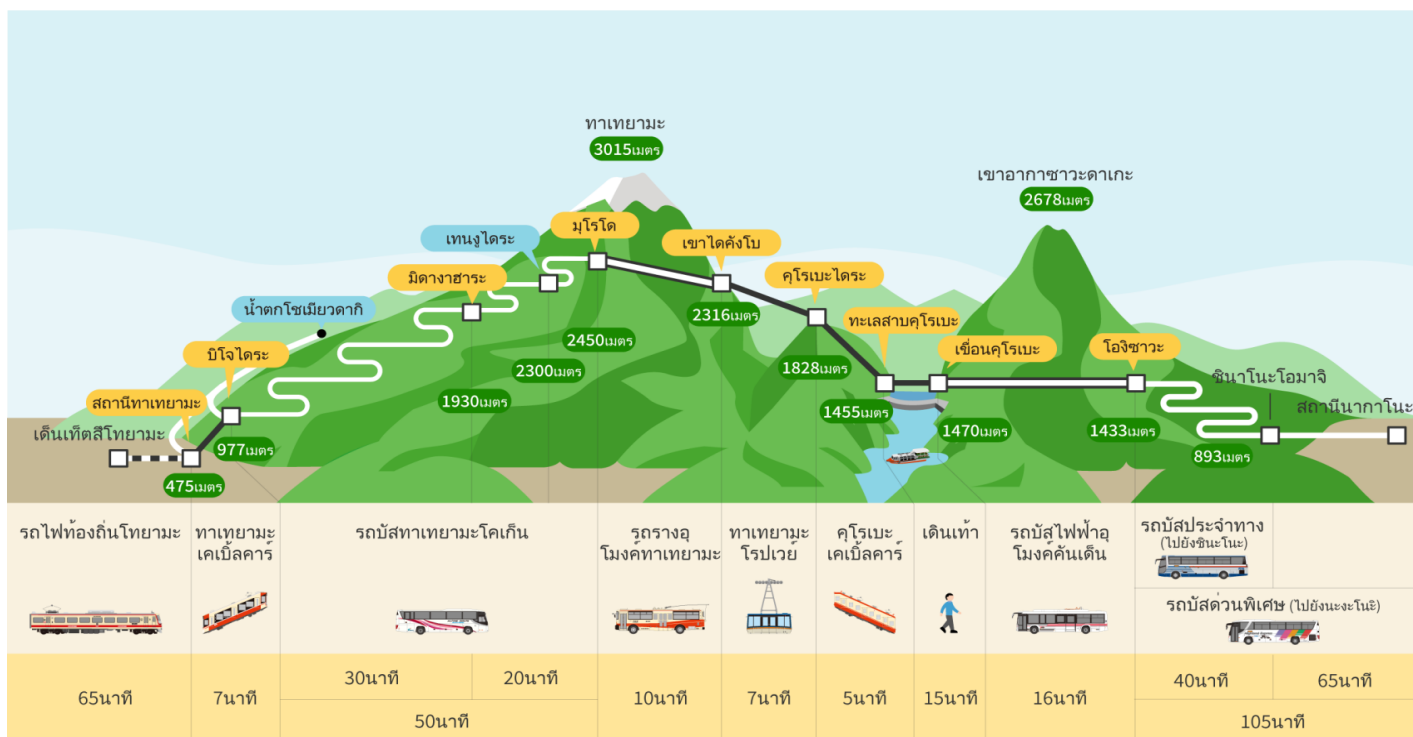 ทาเทยามะ
3015เมตร
เขาอากาซาวะดาเกะ
2678เมตร
มุโรโด
เทนงูไดระ
เขาไดคังโบ
มิดางาฮาระ
คุโรเบะไดระ
น้ำตกโชเมียวดากิ
2316เมตร
ทะเลสาบคุโรเบะ
2450เมตร
บิโจไดระ
เขื่อนคุโรเบะ
โองิซาวะ
2300เมตร
1828เมตร
ชินาโนะโอมาจิ
สถานีทาเทยามะ
1930เมตร
1455เมตร
สถานีนากาโนะ
เด็นเท็ตสึโทยามะ
977เมตร
1470เมตร
1433เมตร
893เมตร
475เมตร
รถไฟท้องถิ่นโทยามะ
ทาเทยามะ
เคเบิ้ลคาร์
รถบัสทาเทยามะโคเก็น
รถรางอุ
โมงค์ทาเทยามะ
ทาเทยามะ
โรปเวย์
คุโรเบะ
เคเบิ้ลคาร์
เดินเท้า
รถบัสไฟฟ้าอุ
โมงค์คันเด็น
รถบัสประจำทาง
(ไปยังชินะโนะ)
รถบัสด่วนพิเศษ (ไปยังนะงะโนะ)
65นาที
7นาที
30นาที
20นาที
50นาที
10นาที
7นาที
5นาที
15นาที
16นาที
40นาที
65นาที
105นาที